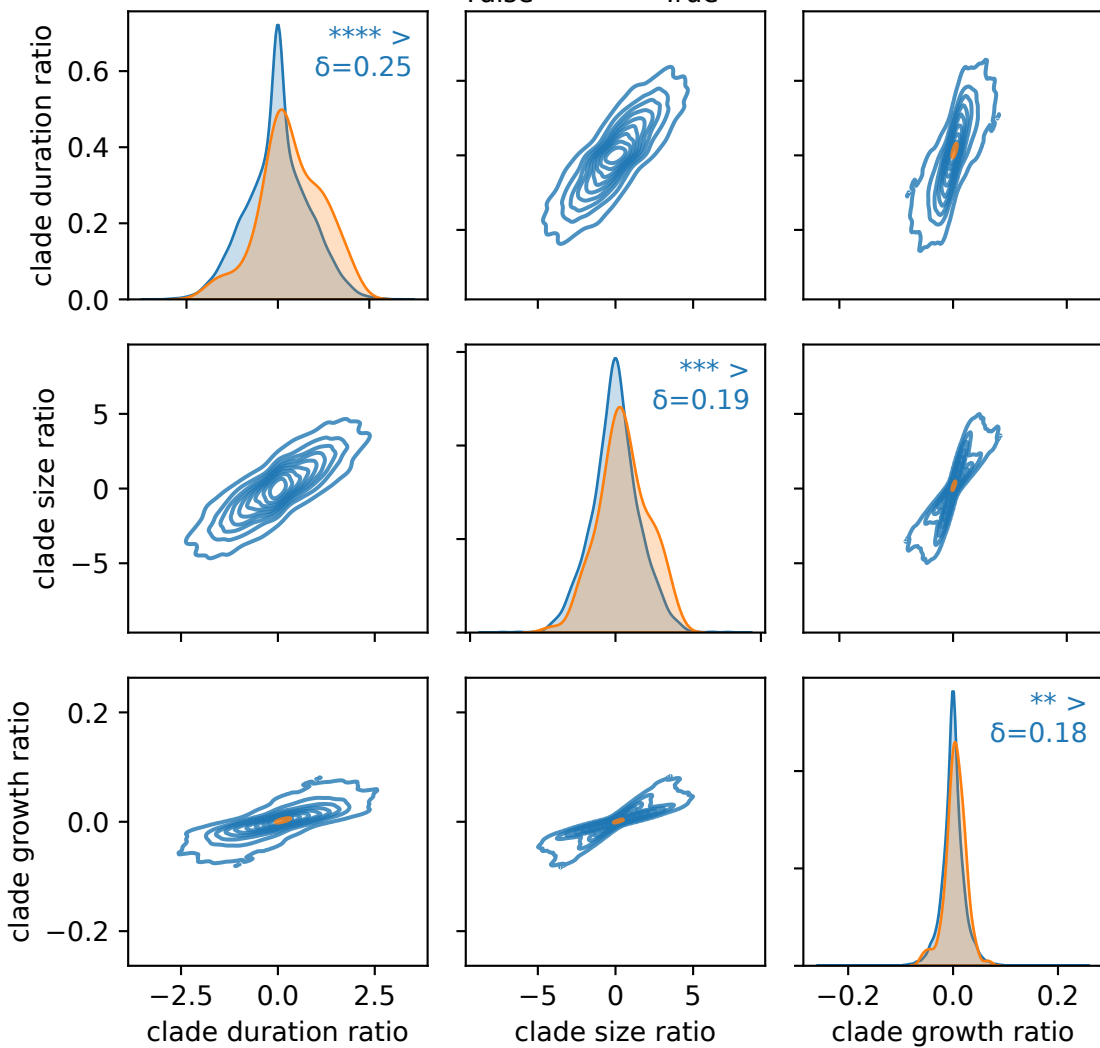 **** >
δ=0.25
clade duration ratio
0.6
0.4
0.2
0.0
*** >
δ=0.19
clade size ratio
5
0
−5
** >
δ=0.18
clade growth ratio
0.2
0.0
−0.2
−2.5 0.0 2.5
−5 0 5
−0.2 0.0 0.2
clade duration ratio
clade size ratio
clade growth ratio